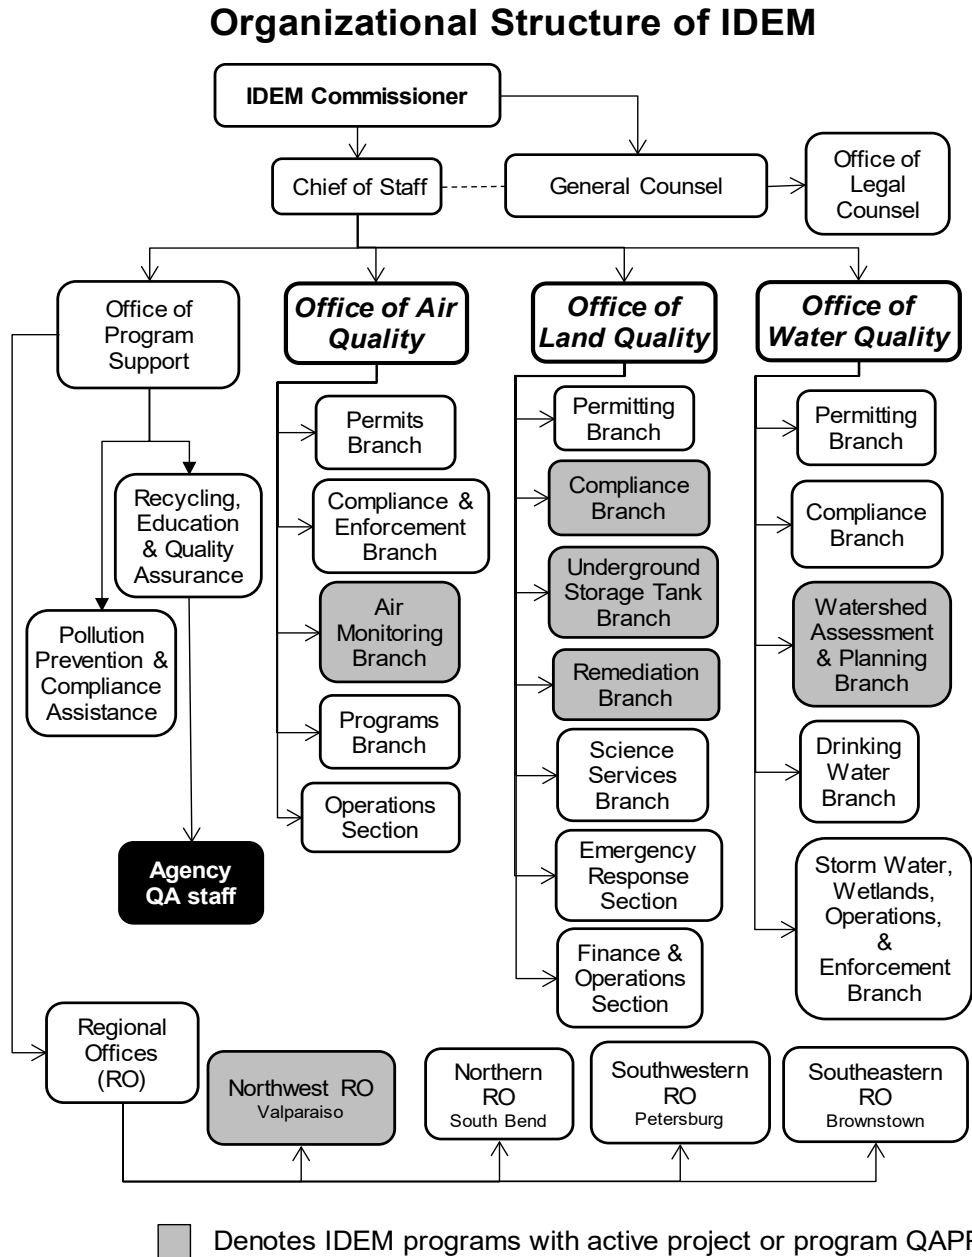 Organizational Structure of IDEM
IDEM Commissioner
Chief of Staff
General Counsel
Office of
Legal
Counsel
Office of
Program
Support
Office of Air
Quality
Office of
Land Quality
Office of
Water Quality
Recycling,
Education
& Quality
Assurance
Pollution
Prevention &
Compliance
Assistance
Agency
QA staff
Permits
Branch
Compliance &
Enforcement
Branch
Air
Monitoring
Branch
Programs
Branch
Operations
Section
Permitting
Branch
Compliance
Branch
Underground
Storage Tank
Branch
Remediation
Branch
Science
Services
Branch
Emergency
Response
Section
Finance &
Operations
Section
Permitting
Branch
Compliance
Branch
Watershed
Assessment
& Planning
Branch
Drinking
Water
Branch
Storm Water,
Wetlands,
Operations,
&
Enforcement
Branch
Regional
Offices
(RO)
Northwest RO
Valparaiso
Northern
RO
South Bend
Southwestern
RO
Petersburg
Southeastern
RO
Brownstown
Denotes IDEM programs with active project or program QAPP